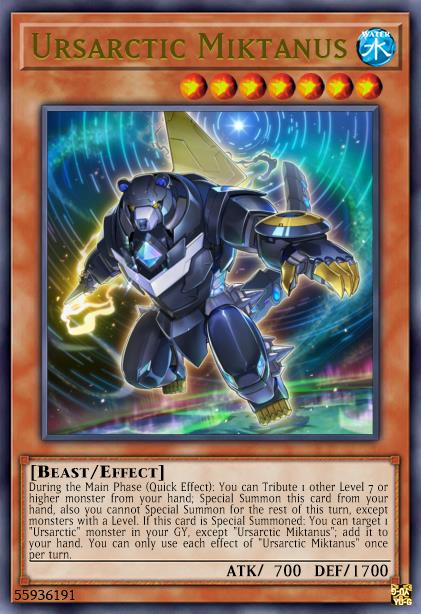 Ursarctic Miktanus
WATER
水
[Beast/Effect]
During the Main Phase (Quick Effect): You can Tribute 1 other Level 7 or
higher monster from your hand; Special Summon this card from your
hand, also you cannot Special Summon for the rest of this turn, except
monsters with a Level. If this card is Special Summoned: You can target 1
"Ursarctic" monster in your GY, except "Ursarctic Miktanus"; add it to
your hand. You can only use each effect of "Ursarctic Miktanus" once
per turn.
ATK/ 700 DEF/1700
55936191